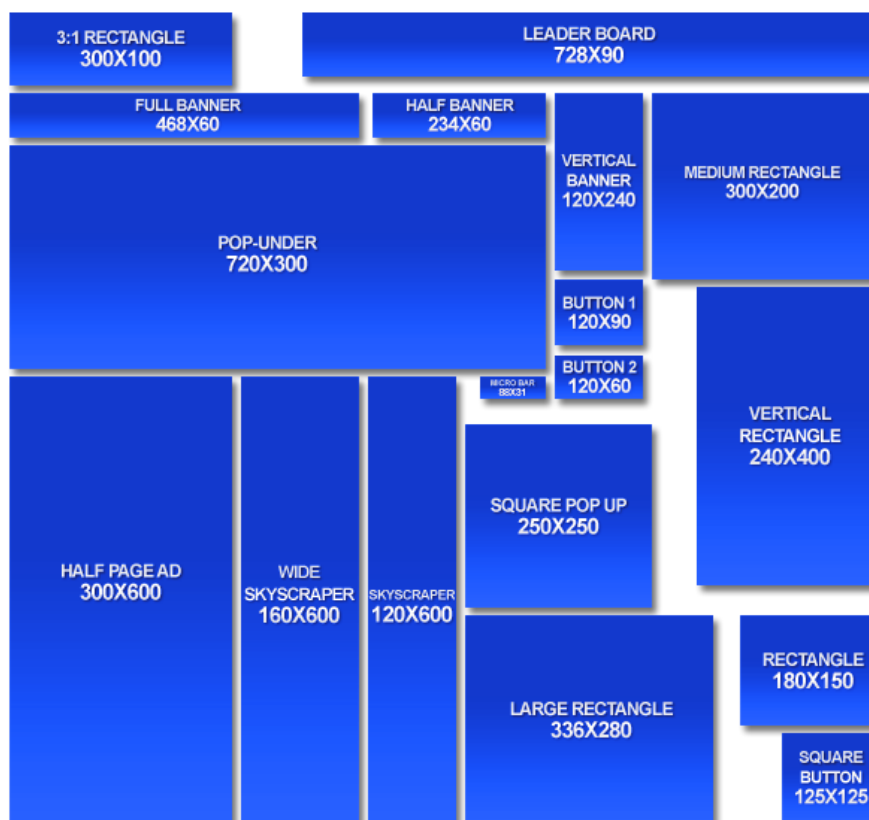 3:1 RECTANGLE
300X100
LEADER BOARD
728X90
FULL BANNER
468X60
HALF BANNER
234X60
VERTICAL
BANNER
120X240
MEDIUM RECTANGLE
300X200
POP-UNDER
720X300
BUTTON 1
120X90
BUTTON 2
120X60
MICRO BAR
88X31
VERTICAL
RECTANGLE
240X400
SQUARE POP UP
250X250
HALF PAGE AD
300X600
WIDE
SKYSCRAPER
160X600
SKYSCRAPER
120X600
RECTANGLE
180X150
LARGE RECTANGLE
336X280
SQUARE
BUTTON
125X125